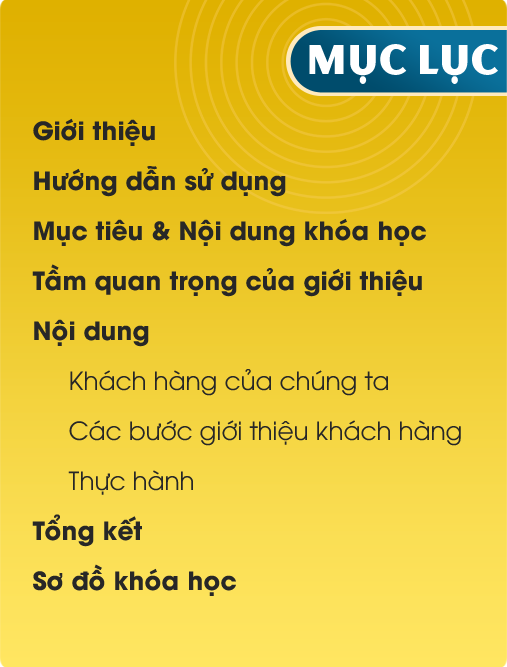 MỤC LỤC
Giới thiệu
Hướng dẫn sử dụng
Mục tiêu & Nội dung khóa học
Tầm quan trọng của giới thiệu
Nội dung
Khách hàng của chúng ta
Các bước giới thiệu khách hàng
Thực hành
Tổng kết
Sơ đồ khóa học